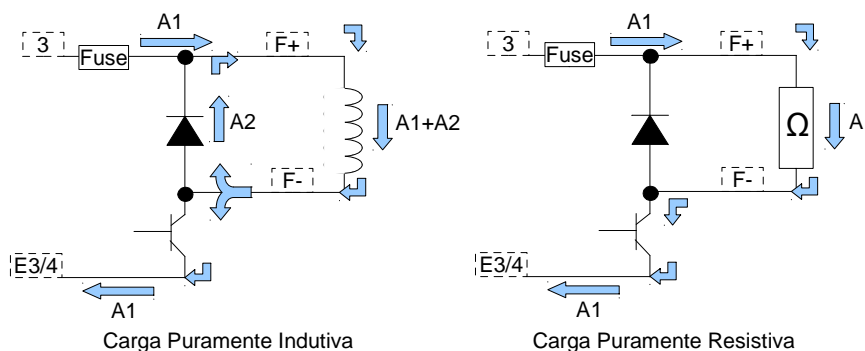 A1
3
Fuse
F+
A2
A1+A2
F-
E3/4
A1
Carga Puramente Indutiva
A1
3
Fuse
F+
Ω
A
F-
E3/4
A1
Carga Puramente Resistiva